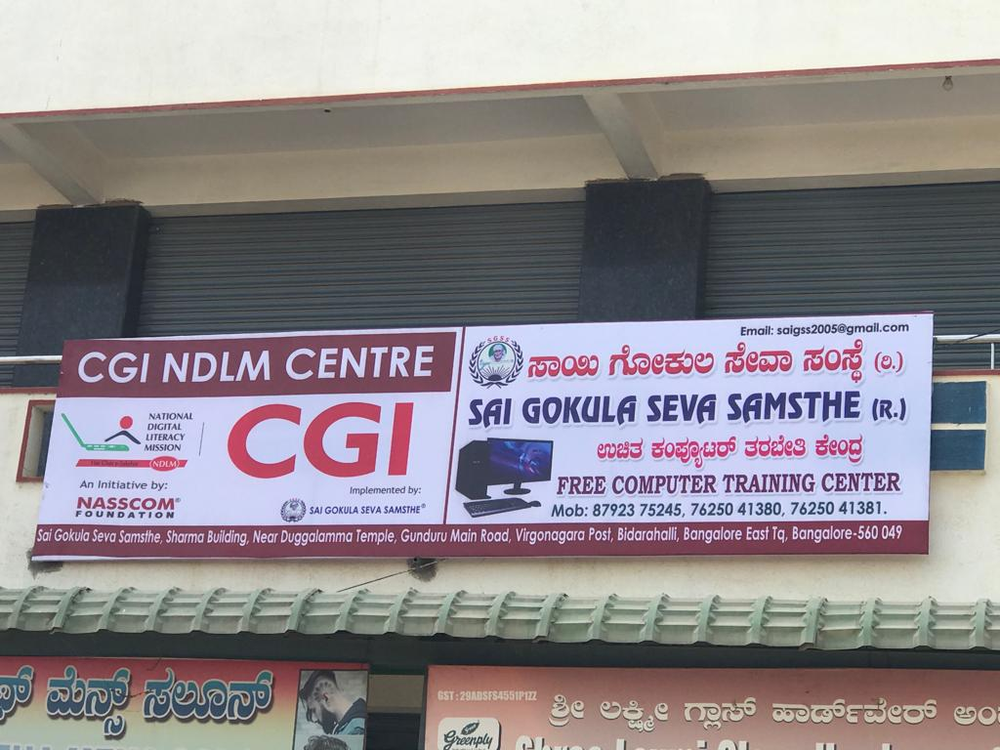 CGI NDLM CENTRE
NATIONAL
DIGITAL
LITERACY
MISSION
NDLM
An Initiative by:
NASSCOM®
FOUNDATION
CGI
Implemented by:
SAI GOKULA SEVA SAMSTHE®
Email: saigss2005@gmail.com
S.G.S.S
ಸಾಯಿ ಗೋಕುಲ ಸೇವಾ ಸಂಸ್ಥೆ (ರಿ.)
SAI GOKULA SEVA SAMSTHE (R.)
ಉಚಿತ ಕಂಪ್ಯೂಟರ್ ತರಬೇತಿ ಕೇಂದ್ರ
FREE COMPUTER TRAINING CENTER
Mob: 87923 75245, 76250 41380, 76250 41381.
Sai Gokula Seva Samsthe, Sharma Building, Near Duggalamma Temple, Gunduru Main Road, Virgonagara Post, Bidarahalli, Bangalore East Tq, Bangalore-560 049
ಮೆನ್ಸ್ ಸಲೂನ್
GST : 29ADSFS4551P1ZZ
ಶ್ರೀ ಲಕ್ಷ್ಮೀ ಗ್ಲಾಸ್ ಹಾರ್ಡ್‌ವೇರ್
Greenply